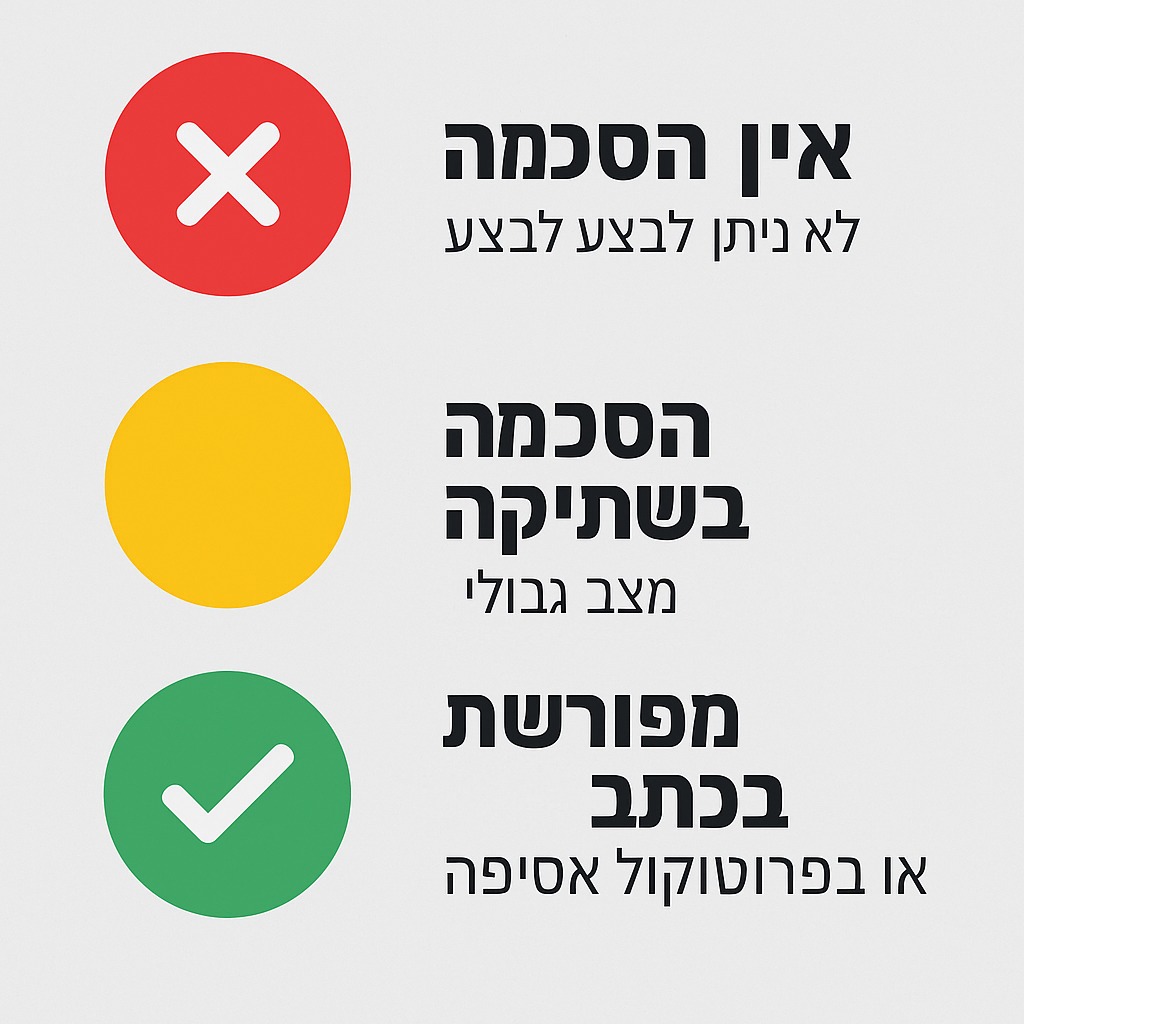 אין הסכמה
לא ניתן לבצע לבצע
הסכמה
בשתיקה
מצב גבולי
מפורשת
בכתב
או בפרוטוקול אסיפה